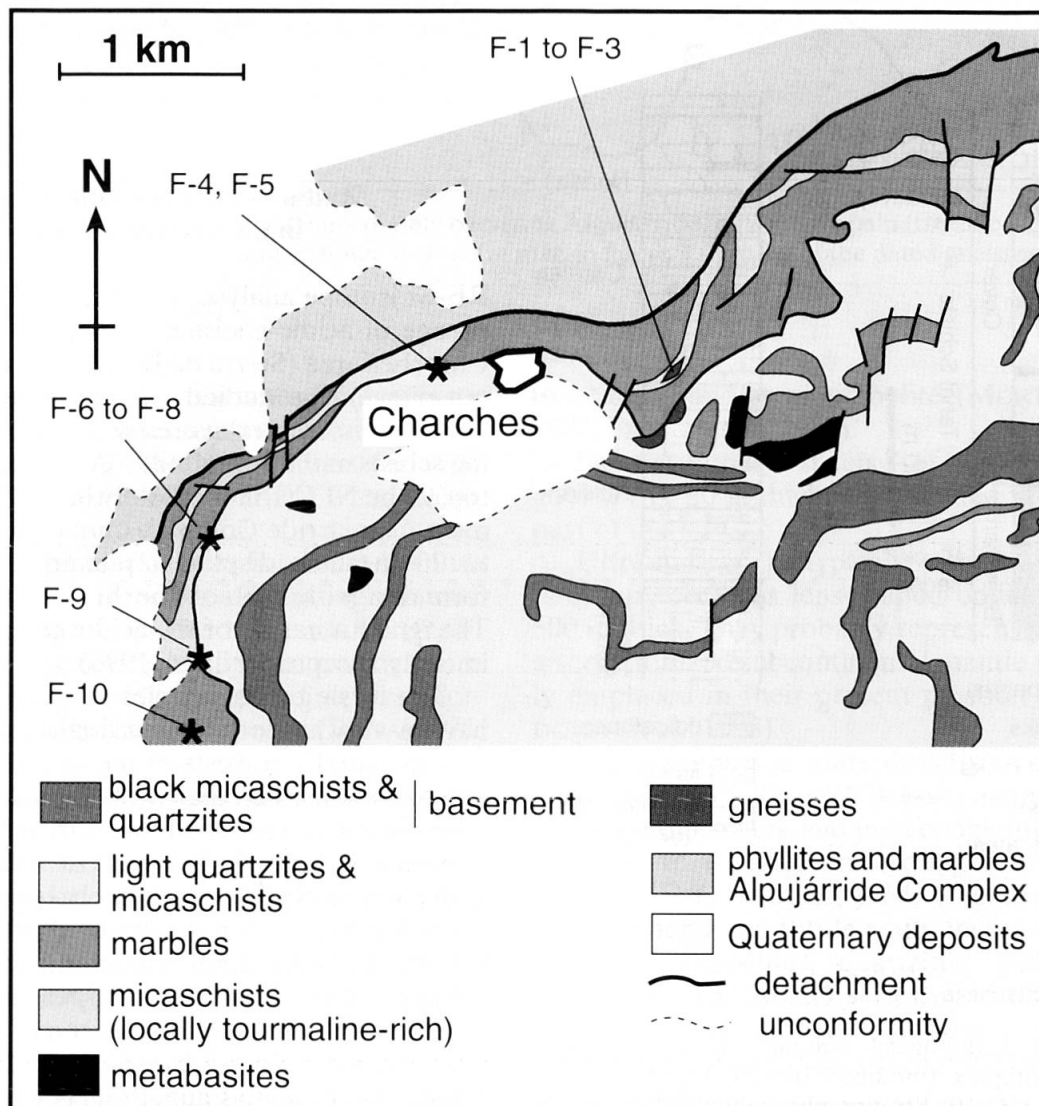 1 km
F-1 to F-3
N
F-4, F-5
Charches
F-6 to F-8
F-9
F-10
black micaschists &
quartzites
basement
light quartzites &
micaschists
marbles
micaschists
(locally tourmaline-rich)
metabasites
gneisses
phyllites and marbles
Alpujárride Complex
Quaternary deposits
detachment
unconformity